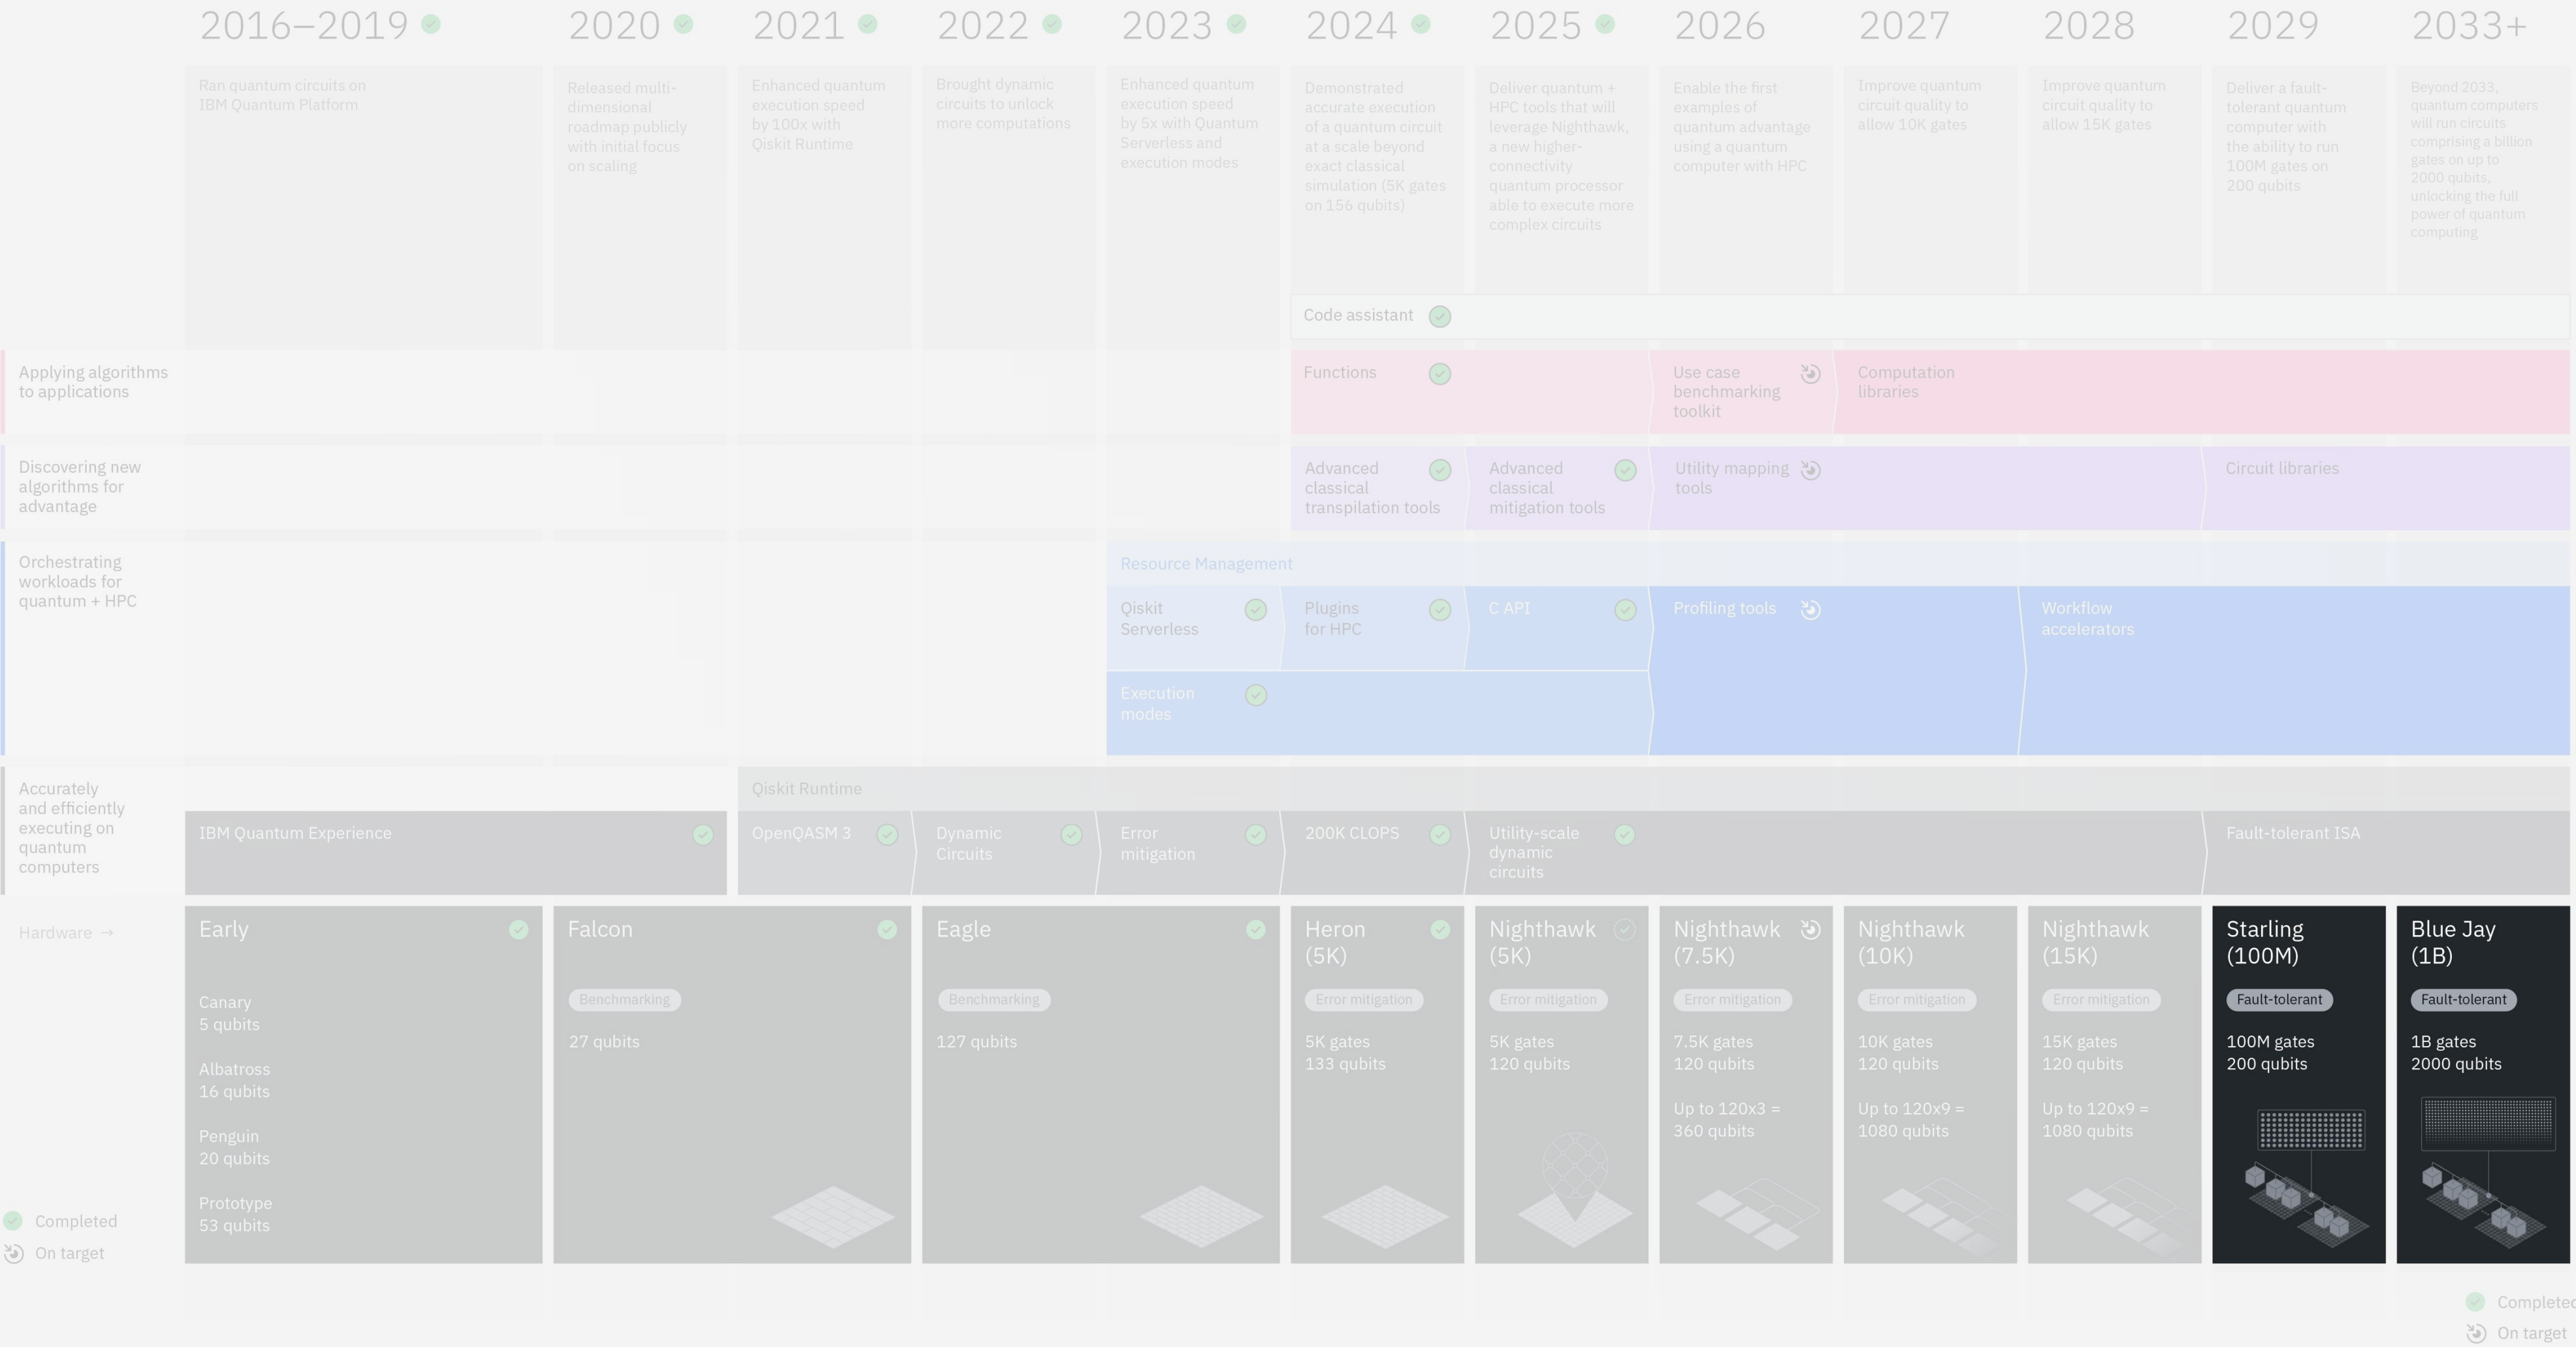 2016–2019
2020
2021
2022
2023
2024
2025
2026
2027
2028
2029
2033+
Ran quantum circuits on
IBM Quantum Platform
Released multi-
dimensional
roadmap publicly
with initial focus
on scaling
Enhanced quantum
execution speed
by 100x with
Qiskit Runtime
Brought dynamic
circuits to unlock
more computations
Enhanced quantum
execution speed
by 5x with Quantum
Serverless and
execution modes
Demonstrated
accurate execution
of a quantum circuit
at a scale beyond
exact classical
simulation (5K gates
on 156 qubits)
Deliver quantum +
HPC tools that will
leverage Nighthawk,
a new higher-
connectivity
quantum processor
able to execute more
complex circuits
Enable the first
examples of
quantum advantage
using a quantum
computer with HPC
Improve quantum
circuit quality to
allow 10K gates
Improve quantum
circuit quality to
allow 15K gates
Deliver a fault-
tolerant quantum
computer with
the ability to run
100M gates on
200 qubits
Beyond 2033,
quantum computers
will run circuits
comprising a billion
gates on up to
2000 qubits,
unlocking the full
power of quantum
computing
Code assistant
Applying algorithms
to applications
Functions
Use case
benchmarking
toolkit
Computation
libraries
Discovering new
algorithms for
advantage
Advanced
classical
transpilation tools
Advanced
classical
mitigation tools
Utility mapping
tools
Circuit libraries
Orchestrating
workloads for
quantum + HPC
Resource Management
Qiskit
Serverless
Plugins
for HPC
C API
Profiling tools
Workflow
accelerators
Execution
modes
Accurately
and efficiently
executing on
quantum
computers
Qiskit Runtime
IBM Quantum Experience
OpenQASM 3
Dynamic
Circuits
Error
mitigation
200K CLOPS
Utility-scale
dynamic
circuits
Fault-tolerant ISA
Hardware →
Early
Canary
5 qubits
Albatross
16 qubits
Penguin
20 qubits
Prototype
53 qubits
Falcon
Benchmarking
27 qubits
Eagle
Benchmarking
127 qubits
Heron
(5K)
Error mitigation
5K gates
133 qubits
Nighthawk
(5K)
Error mitigation
5K gates
120 qubits
Nighthawk
(7.5K)
Error mitigation
7.5K gates
120 qubits
Up to 120x3 =
360 qubits
Nighthawk
(10K)
Error mitigation
10K gates
120 qubits
Up to 120x9 =
1080 qubits
Nighthawk
(15K)
Error mitigation
15K gates
120 qubits
Up to 120x9 =
1080 qubits
Starling
(100M)
Fault-tolerant
100M gates
200 qubits
Blue Jay
(1B)
Fault-tolerant
1B gates
2000 qubits
Completed
On target
Completed
On target